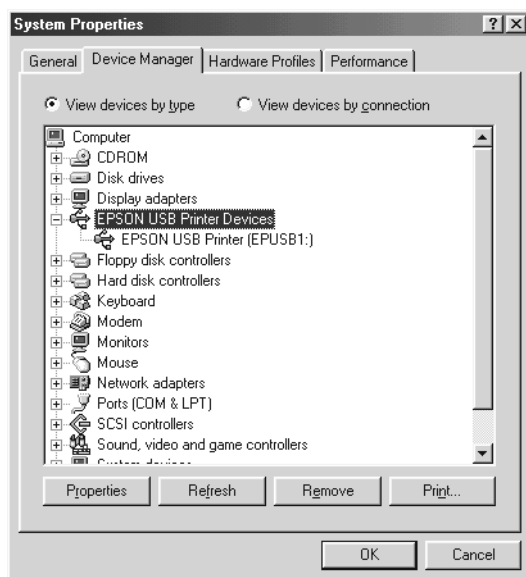 System Properties
General Device Manager Hardware Profiles Performance
View devices by type View devices by connection
Computer
CDROM
Disk drives
Display adapters
EPSON USB Printer Devices
EPSON USB Printer (EPUSB1:)
Floppy disk controllers
Hard disk controllers
Keyboard
Modem
Monitors
Mouse
Network adapters
Ports (COM & LPT)
SCSI controllers
Sound, video and game controllers
Properties Refresh Remove Print...
OK Cancel